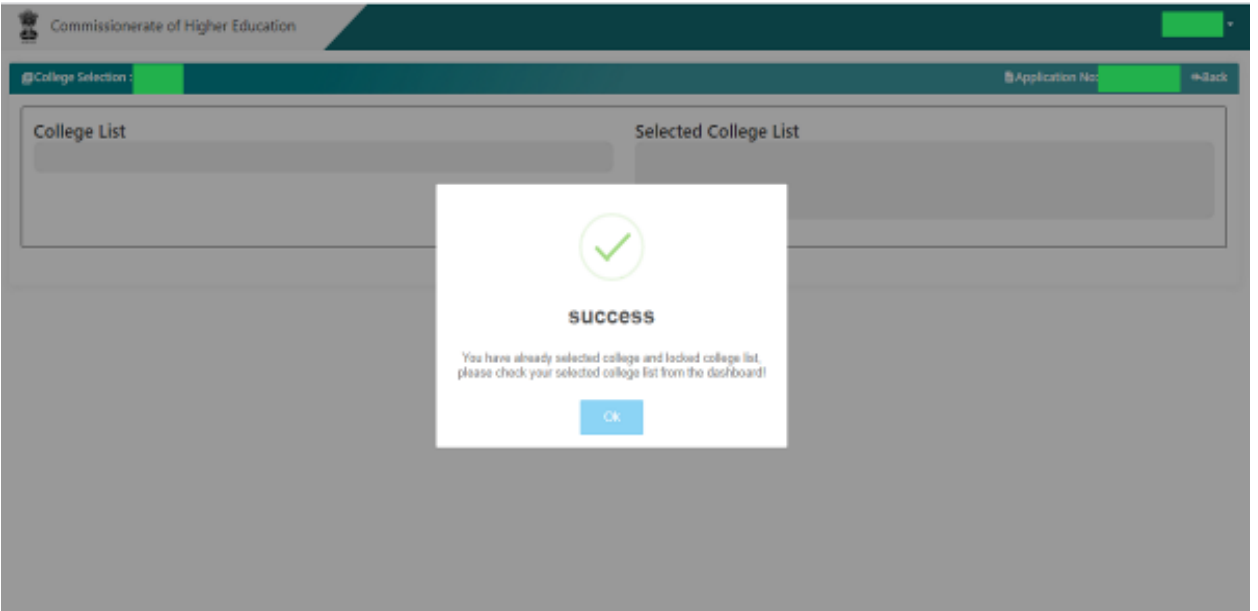 Commissionerate of Higher Education
College Selection :
Application No:
Back
College List
Selected College List
success
You have already selected college and locked college list,
please check your selected college list from the dashboard!
Ok